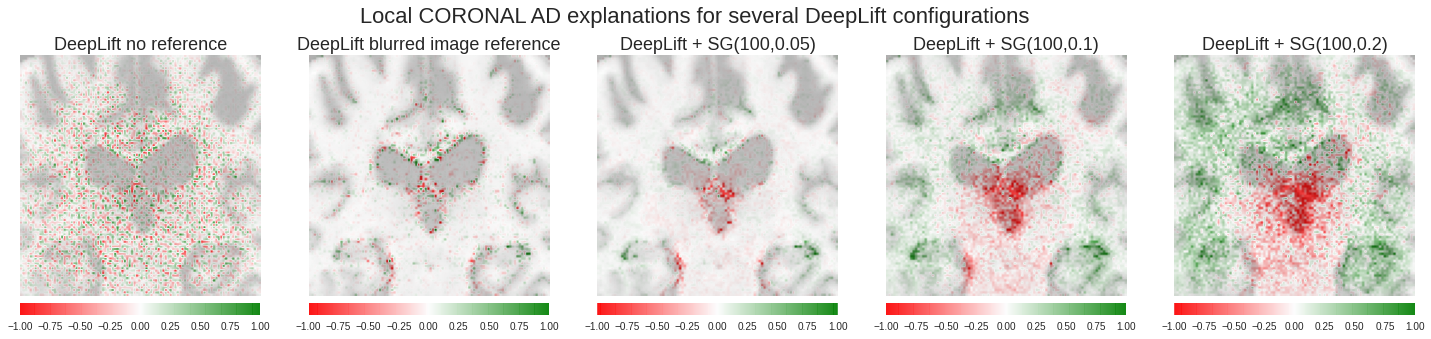 Local CORONAL AD explanations for several DeepLift configurations
DeepLift no reference
DeepLift blurred image reference
DeepLift + SG(100,0.05)
DeepLift + SG(100,0.1)
DeepLift + SG(100,0.2)
−1.00 −0.75 −0.50 −0.25 0.00 0.25 0.50 0.75 1.00
−1.00 −0.75 −0.50 −0.25 0.00 0.25 0.50 0.75 1.00
−1.00 −0.75 −0.50 −0.25 0.00 0.25 0.50 0.75 1.00
−1.00 −0.75 −0.50 −0.25 0.00 0.25 0.50 0.75 1.00
−1.00 −0.75 −0.50 −0.25 0.00 0.25 0.50 0.75 1.00